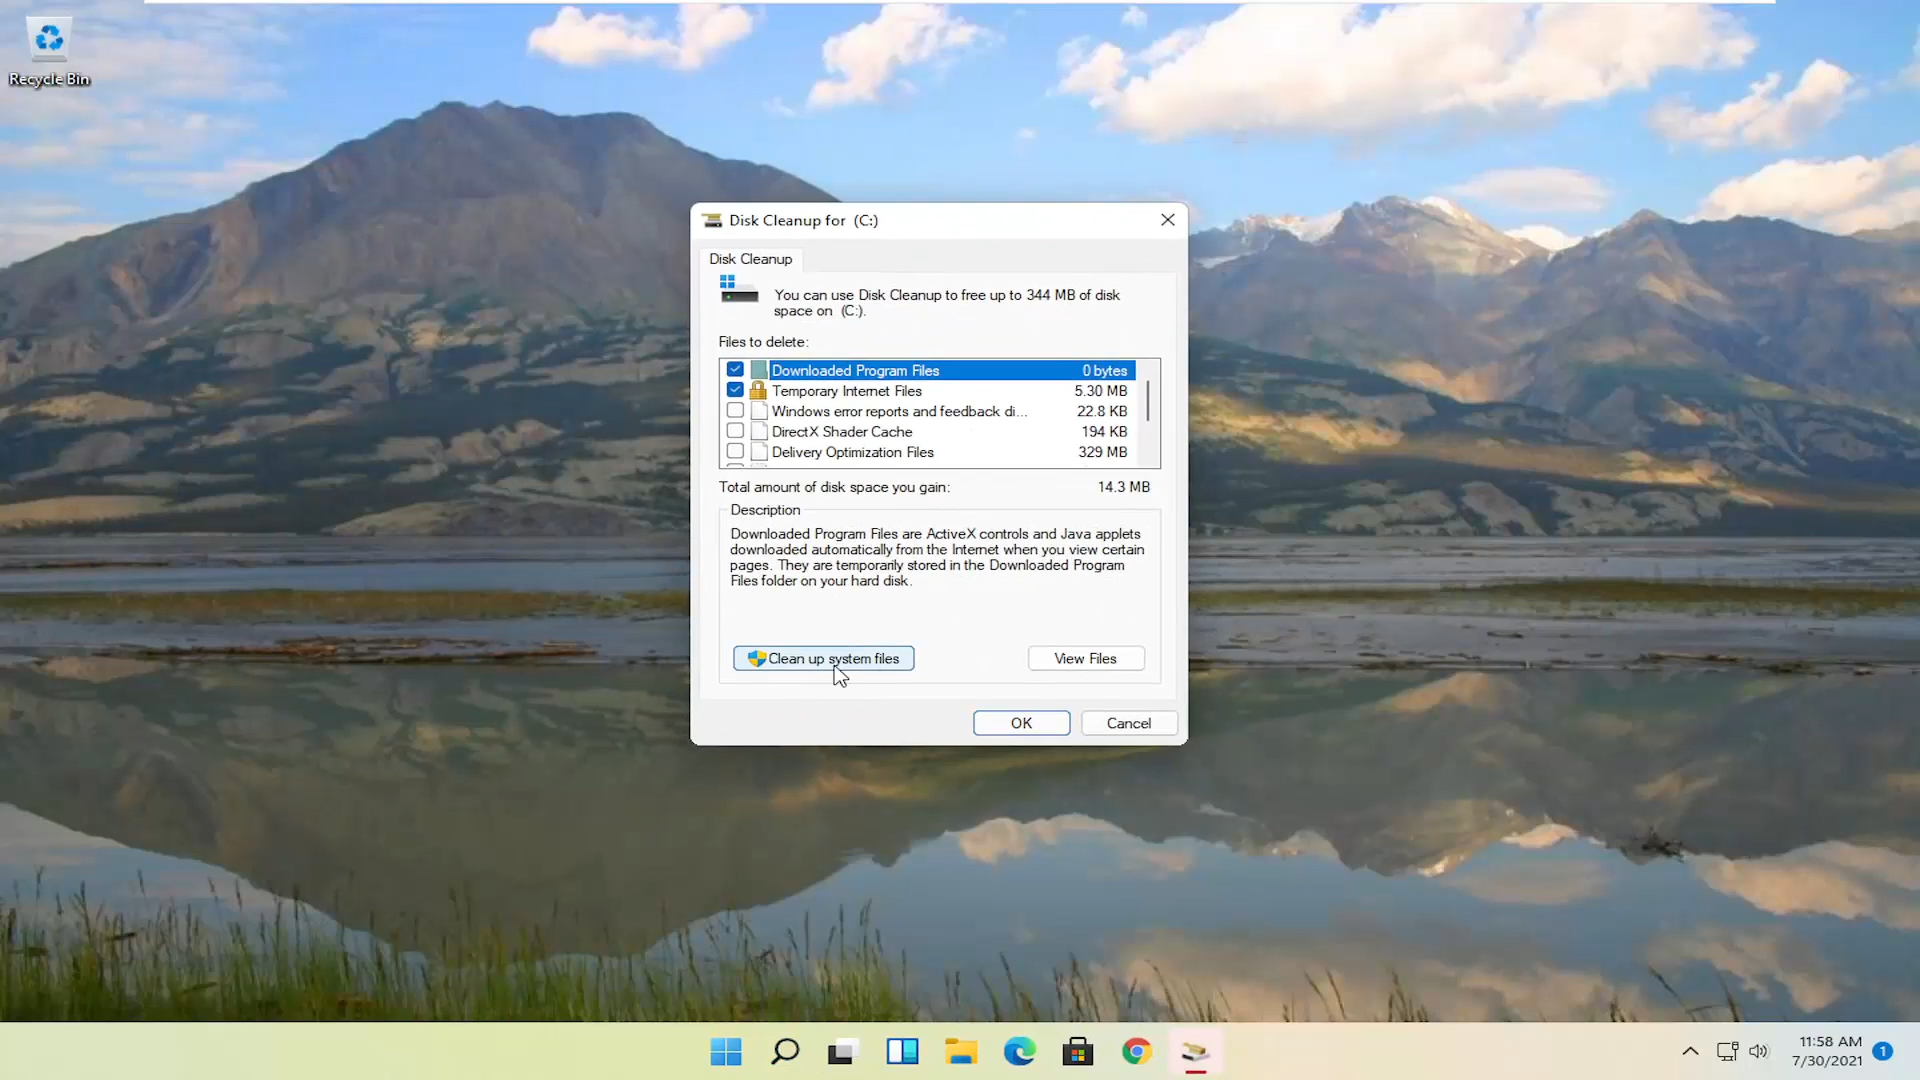 Recycle Bin
Disk Cleanup for (C:)
Disk Cleanup
You can use Disk Cleanup to free up to 344 MB of disk
space on (C:).
Files to delete:
Downloaded Program Files 0 bytes
Temporary Internet Files 5.30 MB
Windows error reports and feedback di... 22.8 KB
DirectX Shader Cache 194 KB
Delivery Optimization Files 329 MB
Total amount of disk space you gain: 14.3 MB
Description
Downloaded Program Files are ActiveX controls and Java applets
downloaded automatically from the Internet when you view certain
pages. They are temporarily stored in the Downloaded Program
Files folder on your hard disk.
Clean up system files View Files
OK Cancel
11:58 AM
7/30/2021
1